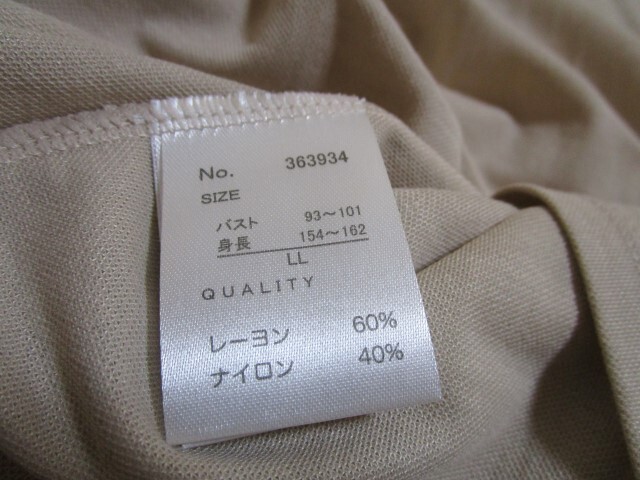 No. 363934
SIZE
バスト 93〜101
身長 154〜162
LL
QUALITY
レーヨン 60%
ナイロン 40%